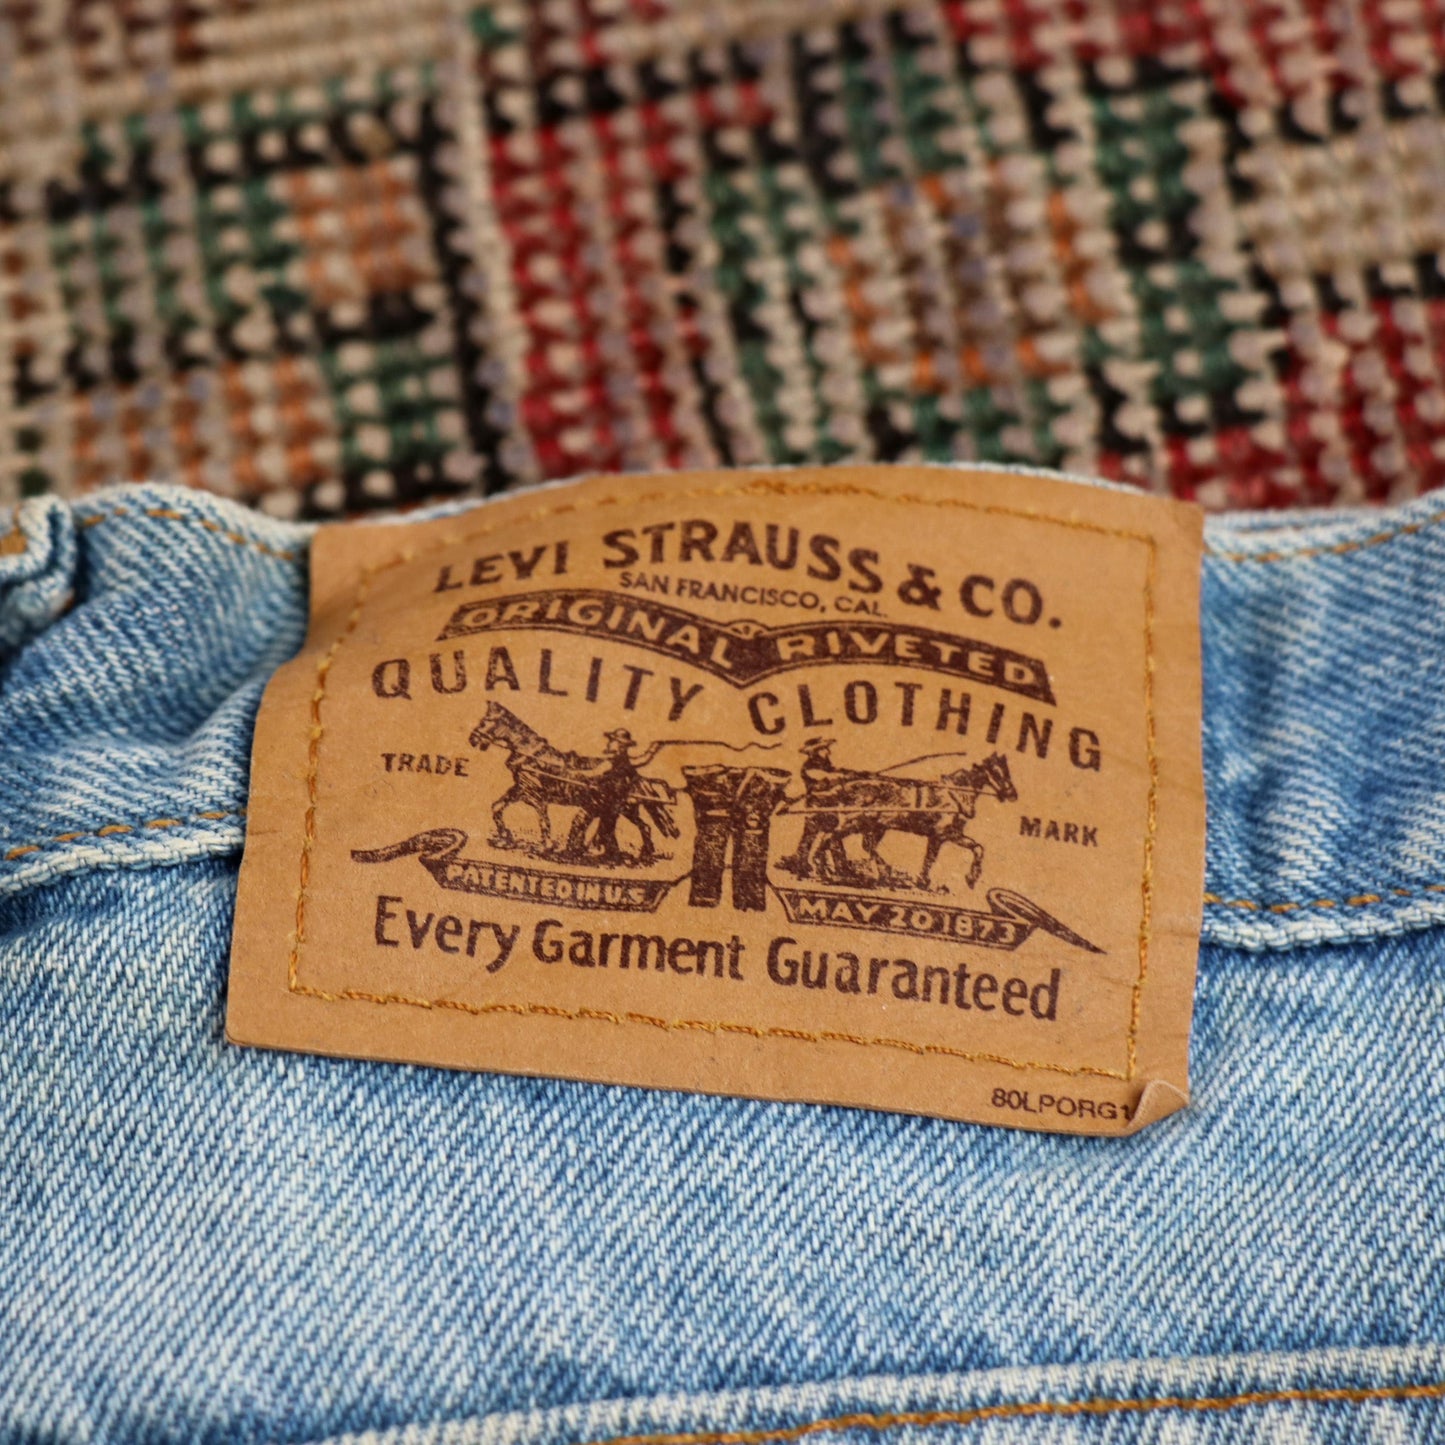 LEVI STRAUSS & CO.
SAN FRANCISCO, CAL.
ORIGINAL RIVETED
QUALITY CLOTHING
TRADE MARK
PATENTED IN U.S. MAY 20 1873
Every Garment Guaranteed
80LPORG1